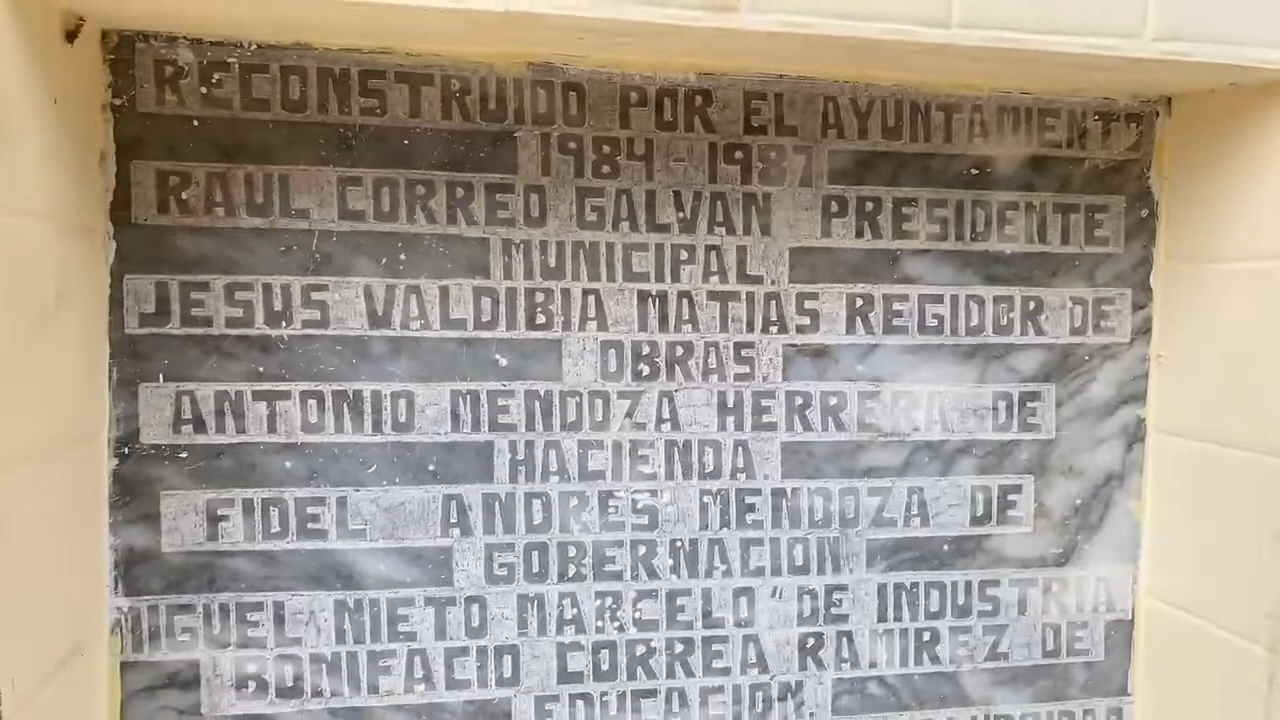 RECONSTRUIDO POR EL AYUNTAMIENTO
1984-1987
RAUL CORREO GALVAN PRESIDENTE
MUNICIPAL.
JESUS VALDIBIA MATIAS REGIDOR DE
OBRAS.
ANTONIO MENDOZA HERRERA DE
HACIENDA.
FIDEL ANDRES MENDOZA DE
GOBERNACION.
MIGUEL NIETO MARCELO "DE INDUSTRIA.
BONIFACIO CORREA RAMIREZ DE
EDUCACION.